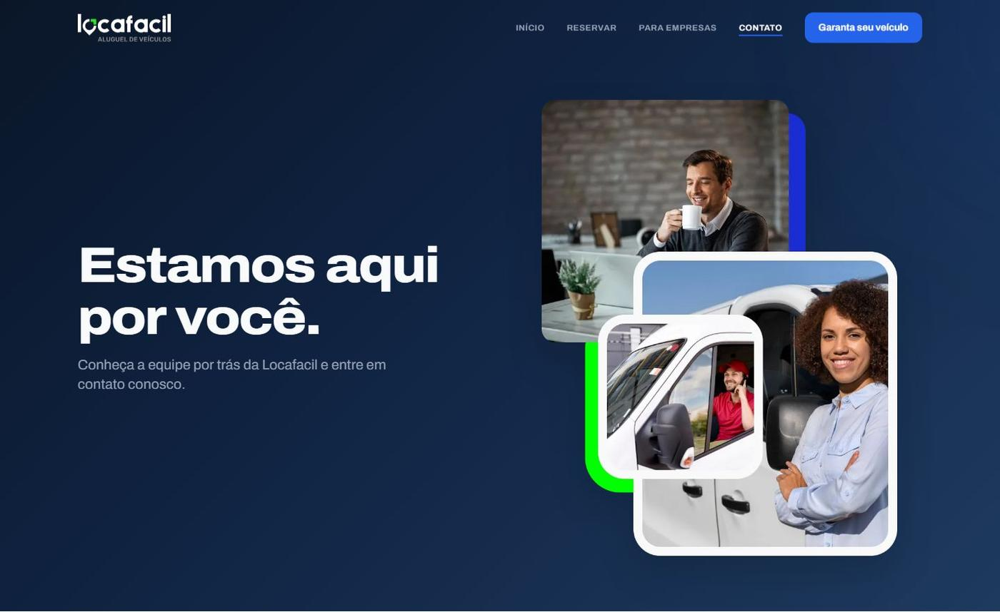 locafacil
ALUGUEL DE VEÍCULOS
INÍCIO
RESERVAR
PARA EMPRESAS
CONTATO
Garanta seu veículo
Estamos aqui
por você.
Conheça a equipe por trás da Locafacil e entre em
contato conosco.